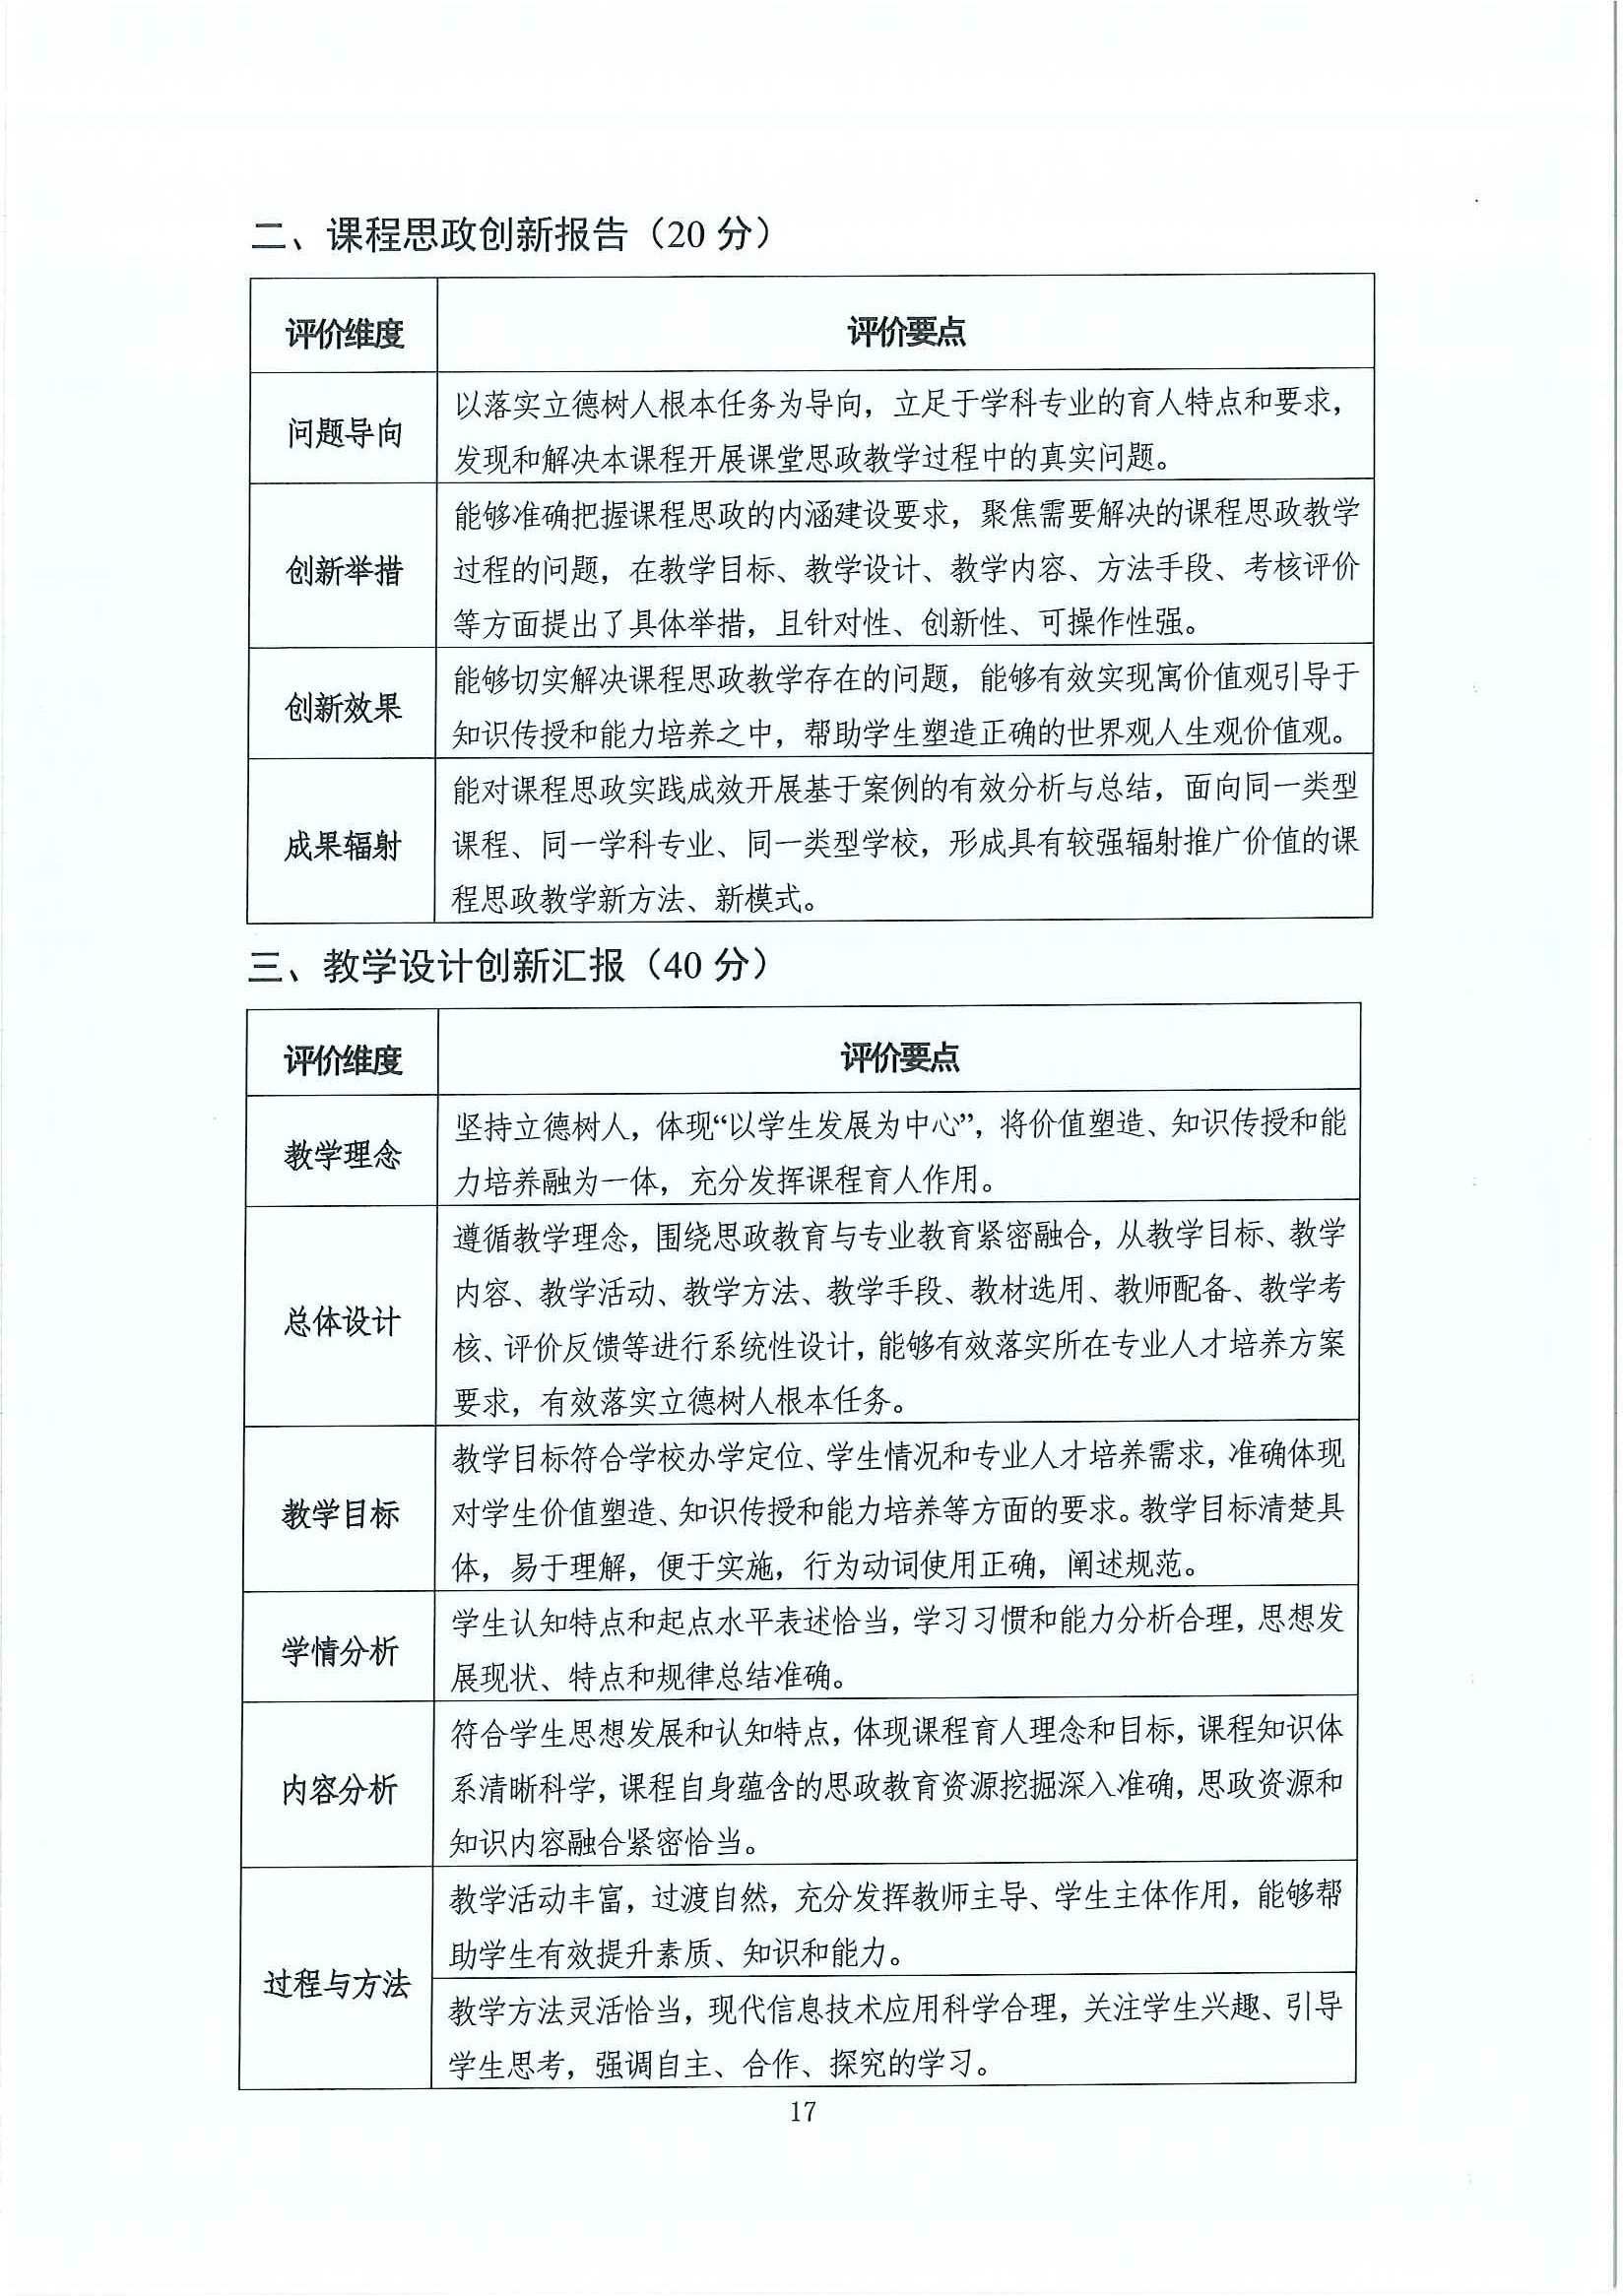 二、课程思政创新报告（20 分）
评价维度
评价要点
问题导向
以落实立德树人根本任务为导向，立足于学科专业的育人特点和要求，
发现和解决本课程开展课堂思政教学过程中的真实问题。
创新举措
能够准确把握课程思政的内涵建设要求，聚焦需要解决的课程思政教学
过程的问题，在教学目标、教学设计、教学内容、方法手段、考核评价
等方面提出了具体举措，且针对性、创新性、可操作性强。
创新效果
能够切实解决课程思政教学存在的问题，能够有效实现寓价值观引导于
知识传授和能力培养之中，帮助学生塑造正确的世界观人生观价值观。
成果辐射
能对课程思政实践成效开展基于案例的有效分析与总结，面向同一类型
课程、同一学科专业、同一类型学校，形成具有较强辐射推广价值的课
程思政教学新方法、新模式。
三、教学设计创新汇报（40 分）
评价维度
评价要点
教学理念
坚持立德树人，体现“以学生发展为中心”，将价值塑造、知识传授和能
力培养融为一体，充分发挥课程育人作用。
总体设计
遵循教学理念，围绕思政教育与专业教育紧密融合，从教学目标、教学
内容、教学活动、教学方法、教学手段、教材选用、教师配备、教学考
核、评价反馈等进行系统性设计，能够有效落实所在专业人才培养方案
要求，有效落实立德树人根本任务。
教学目标
教学目标符合学校办学定位、学生情况和专业人才培养需求，准确体现
对学生价值塑造、知识传授和能力培养等方面的要求。教学目标清楚具
体，易于理解，便于实施，行为动词使用正确，阐述规范。
学情分析
学生认知特点和起点水平表述恰当，学习习惯和能力分析合理，思想发
展现状、特点和规律总结准确。
内容分析
符合学生思想发展和认知特点，体现课程育人理念和目标，课程知识体
系清晰科学，课程自身蕴含的思政教育资源挖掘深入准确，思政资源和
知识内容融合紧密恰当。
过程与方法
教学活动丰富，过渡自然，充分发挥教师主导、学生主体作用，能够帮
助学生有效提升素质、知识和能力。
教学方法灵活恰当，现代信息技术应用科学合理，关注学生兴趣、引导
学生思考，强调自主、合作、探究的学习。
17